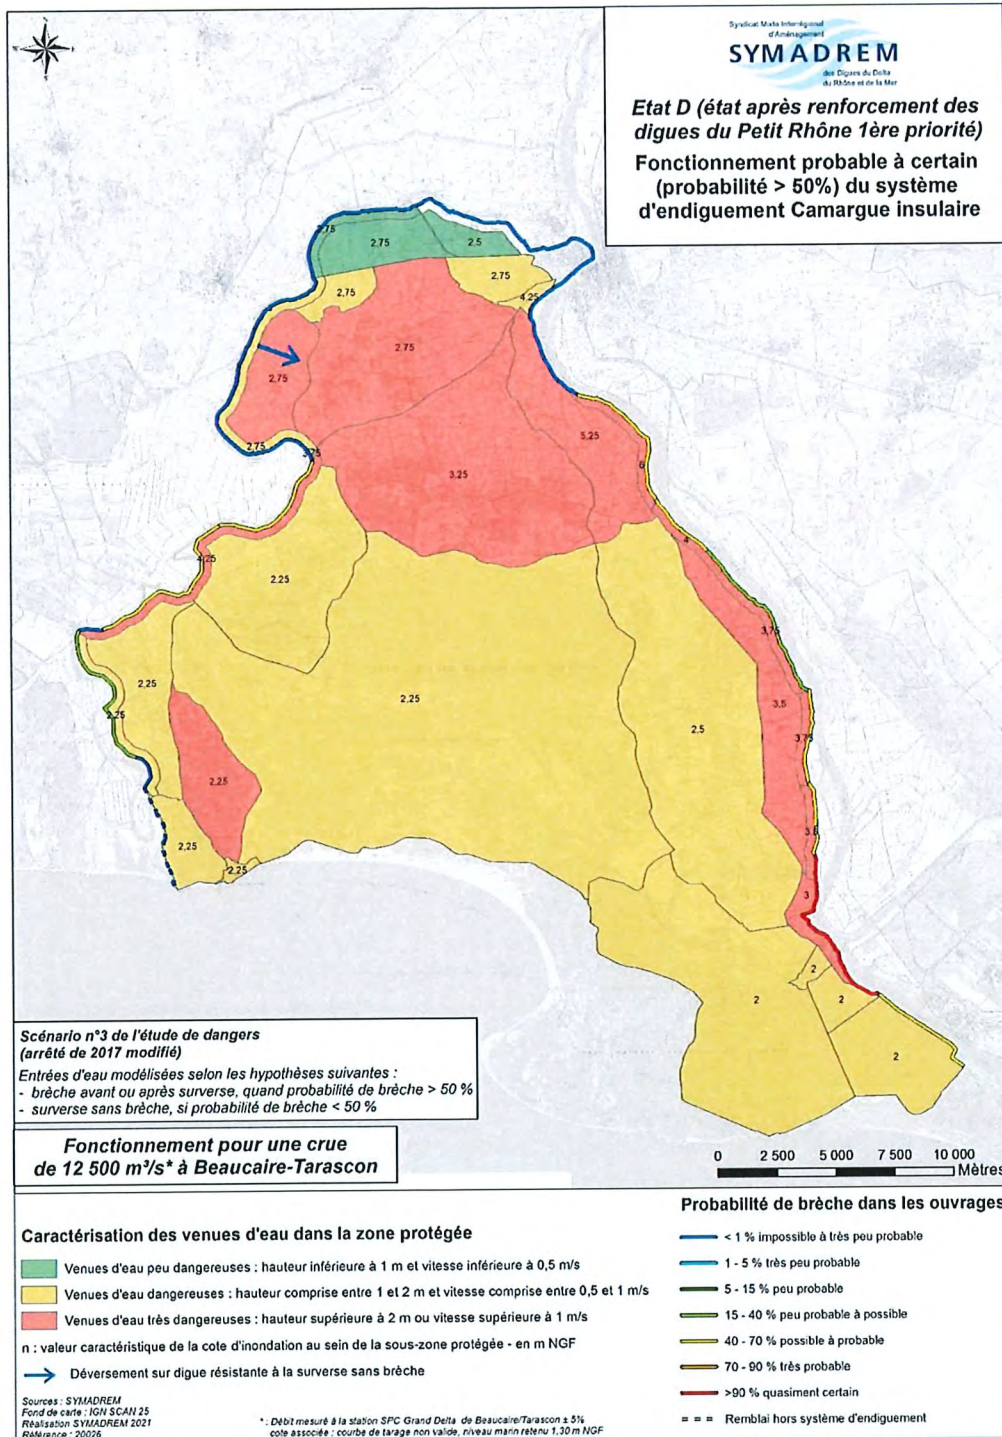 Syndicat Mixte Interrégional
d'Aménagement
SYMADREM
des Digues du Delta
du Rhône et de la Mer
Etat D (état après renforcement des
digues du Petit Rhône 1ère priorité)
Fonctionnement probable à certain
(probabilité > 50%) du système
d'endiguement Camargue insulaire
3,75
2,75
2,5
2,75
2,75
4,25
2,75
2,75
5,25
2,75
3,75
6
3,25
4
4,25
2,25
3,75
2,25
2,25
2,25
3,5
2,5
3,75
2,25
3,5
2,25
2,25
3
2
2
2
2
Scénario n°3 de l'étude de dangers
(arrêté de 2017 modifié)
Entrées d'eau modélisées selon les hypothèses suivantes :
- brèche avant ou après surverse, quand probabilité de brèche > 50 %
- surverse sans brèche, si probabilité de brèche < 50 %
Fonctionnement pour une crue
de 12 500 m³/s* à Beaucaire-Tarascon
0 2 500 5 000 7 500 10 000
Mètres
Caractérisation des venues d'eau dans la zone protégée
Venues d'eau peu dangereuses : hauteur inférieure à 1 m et vitesse inférieure à 0,5 m/s
Venues d'eau dangereuses : hauteur comprise entre 1 et 2 m et vitesse comprise entre 0,5 et 1 m/s
Venues d'eau très dangereuses : hauteur supérieure à 2 m ou vitesse supérieure à 1 m/s
n : valeur caractéristique de la cote d'inondation au sein de la sous-zone protégée - en m NGF
Déversement sur digue résistante à la surverse sans brèche
Sources : SYMADREM
Fond de carte : IGN SCAN 25
Réalisation SYMADREM 2021
Référence : 20026
* : Débit mesuré à la station SPC Grand Delta de Beaucaire/Tarascon ± 5%
cote associée : courbe de tarage non valide, niveau marin retenu 1,30 m NGF
Probabilité de brèche dans les ouvrages
< 1 % impossible à très peu probable
1 - 5 % très peu probable
5 - 15 % peu probable
15 - 40 % peu probable à possible
40 - 70 % possible à probable
70 - 90 % très probable
>90 % quasiment certain
Remblai hors système d'endiguement